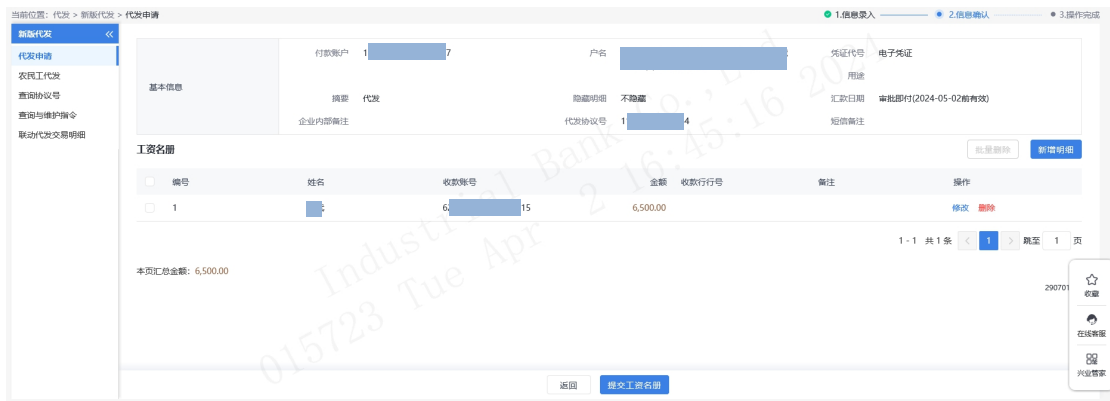 当前位置：代发 > 新版代发 > 代发申请
1.信息录入 2.信息确认 3.操作完成
新版代发 《
代发申请
农民工代发
查询协议号
查询与维护指令
联动代发交易明细
基本信息
付款账户 1 7 户名 凭证代号 电子凭证
用途
摘要 代发 隐藏明细 不隐藏 汇款日期 审批即付(2024-05-02前有效)
企业内部备注 代发协议号 1 4 短信备注
工资名册 批量删除 新增明细
编号 姓名 收款账号 金额 收款行行号 备注 操作
1 62 15 6,500.00 修改 删除
1 - 1 共 1 条 < 1 > 跳至 1 页
本页汇总金额：6,500.00
290701
收藏
在线客服
兴业管家
返回 提交工资名册
Industrial Bank Co., Ltd
015723 Tue Apr 2 16:45:16 2024